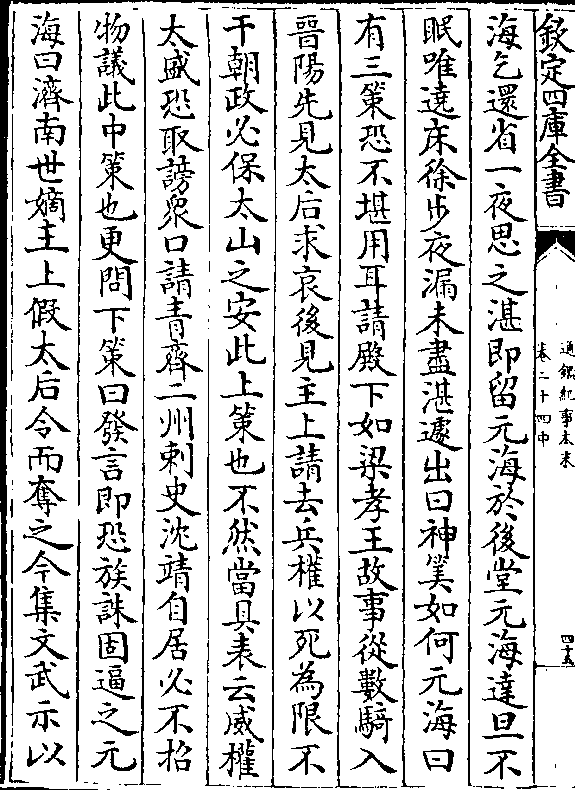 欽定四庫全書
通鑑紀事本末
卷二十四中
四十五
海乞還省一夜思之湛即留元海於後堂元海達旦不
眠唯遶床徐步夜漏未盡湛遽出曰神筭如何元海曰
有三策恐不堪用耳請殿下如梁孝王故事從數騎入
晉陽先見太后求哀後見主上請去兵權以死為限不
干朝政必保太山之安此上策也不然當具表云威權
太盛恐取謗衆口請青齊二州刺史沈靖自居必不招
物議此中策也更問下策曰發言即恐族誅固逼之元
海曰濟南世嫡主上假太后令而奪之今集文武示以